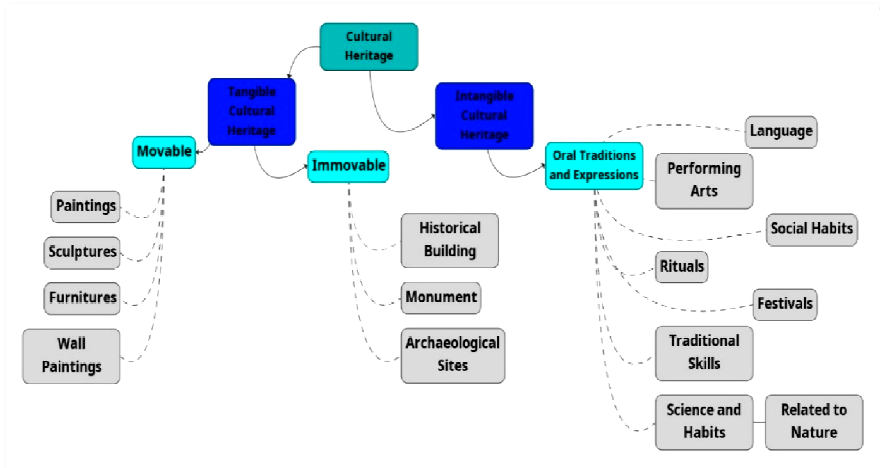 Cultural
Heritage
Tangible
Cultural
Heritage
Intangible
Cultural
Heritage
Movable
Immovable
Oral Traditions
and Expressions
Paintings
Sculptures
Furnitures
Wall
Paintings
Historical
Building
Monument
Archaeological
Sites
Language
Performing
Arts
Social Habits
Rituals
Festivals
Traditional
Skills
Science and
Habits
Related to
Nature